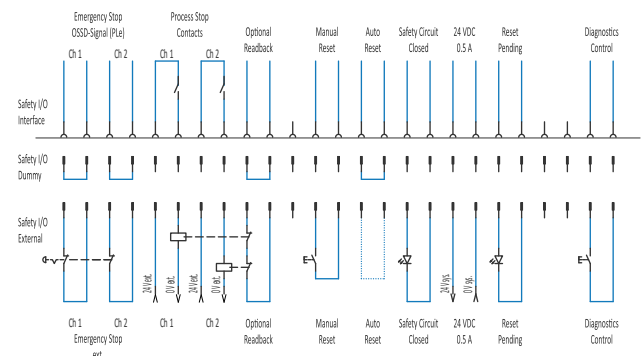 Emergency Stop
OSSD-Signal (PLe)
Ch 1
Ch 2
Process Stop
Contacts
Ch 1
Ch 2
Optional
Readback
Manual
Reset
Auto
Reset
Safety Circuit
Closed
24 VDC
0.5 A
Reset
Pending
Diagnostics
Control
Safety I/O
Interface
Safety I/O
Dummy
Safety I/O
External
24V ext.
0V ext.
24V ext.
0V ext.
24V sys.
0V sys.
Ch 1
Ch 2
Emergency Stop
ext.
Ch 1
Ch 2
Optional
Readback
Manual
Reset
Auto
Reset
Safety Circuit
Closed
24 VDC
0.5 A
Reset
Pending
Diagnostics
Control